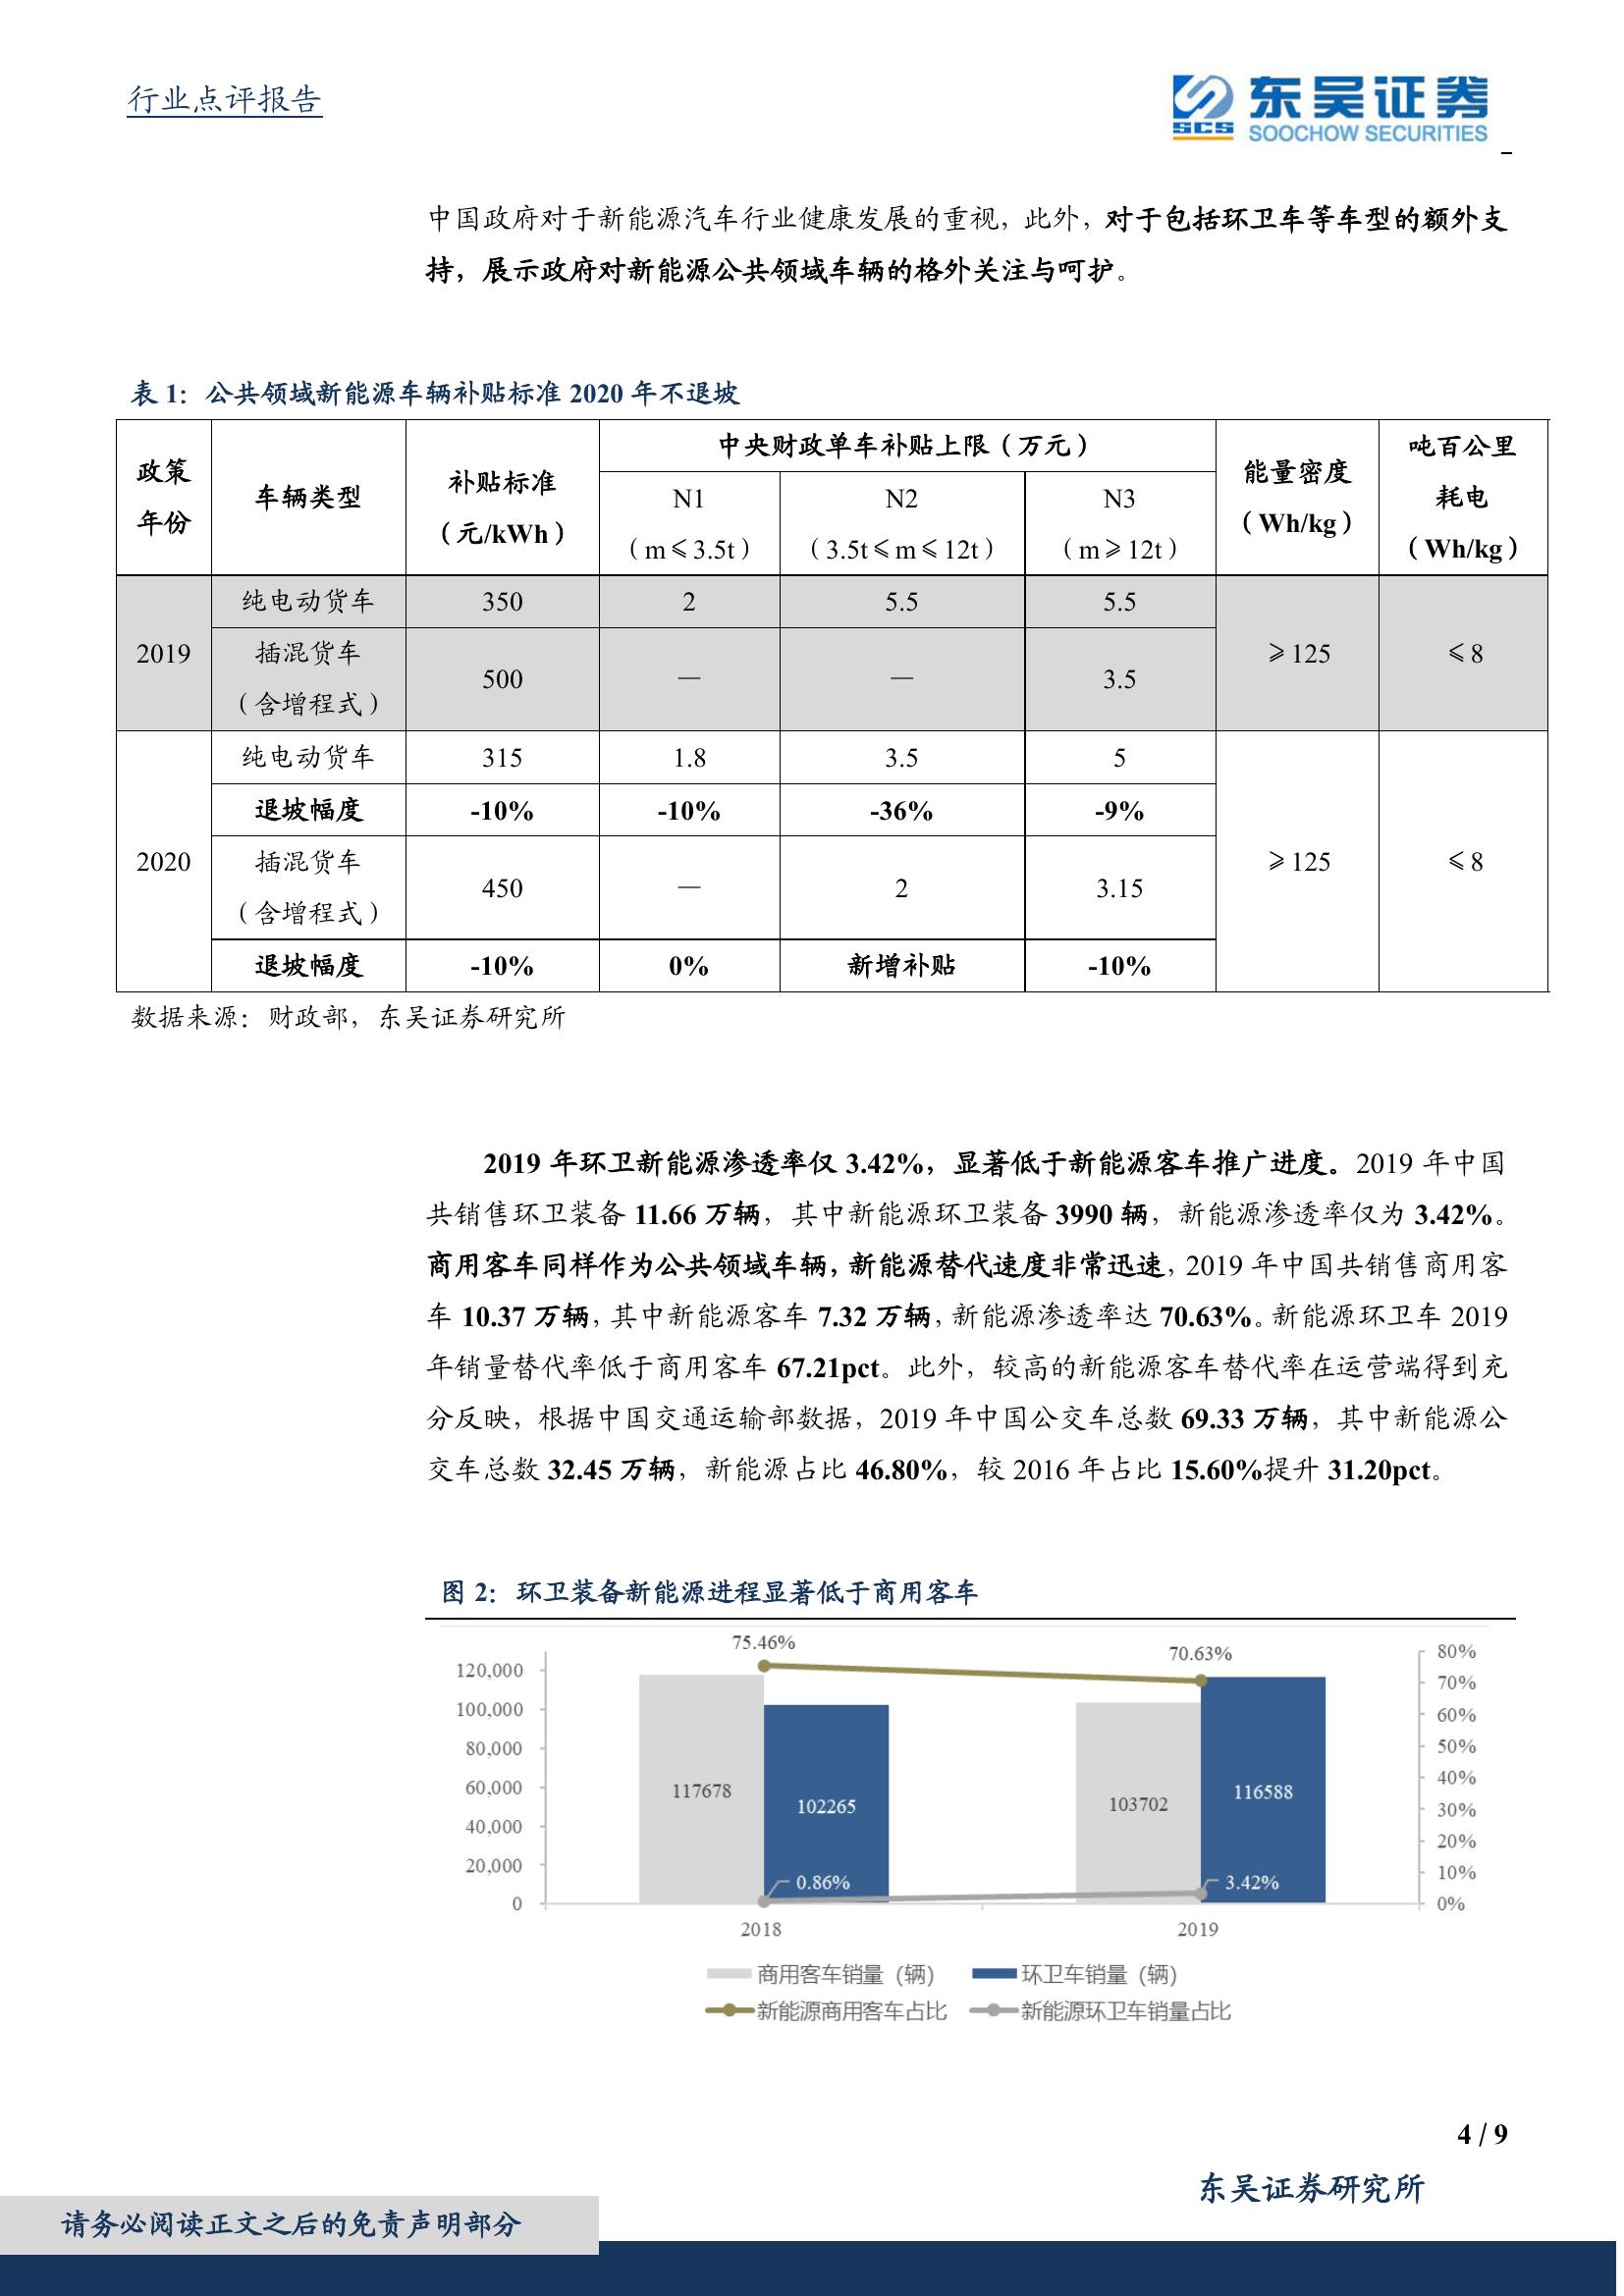 行业点评报告
SCS
东吴证券
SOOCHOW SECURITIES
中国政府对于新能源汽车行业健康发展的重视，此外，对于包括环卫车等车型的额外支
持，展示政府对新能源公共领域车辆的格外关注与呵护。
表 1：公共领域新能源车辆补贴标准 2020 年不退坡
政策年份 车辆类型 补贴标准（元/kWh） 中央财政单车补贴上限（万元） 能量密度（Wh/kg） 吨百公里耗电（Wh/kg）
N1（m≤3.5t） N2（3.5t≤m≤12t） N3（m≥12t）
2019 纯电动货车 350 2 5.5 5.5 ≥125 ≤8
插混货车（含增程式） 500 — — 3.5
2020 纯电动货车 315 1.8 3.5 5 ≥125 ≤8
退坡幅度 -10% -10% -36% -9%
插混货车（含增程式） 450 — 2 3.15
退坡幅度 -10% 0% 新增补贴 -10%
数据来源：财政部，东吴证券研究所
2019 年环卫新能源渗透率仅 3.42%，显著低于新能源客车推广进度。2019 年中国
共销售环卫装备 11.66 万辆，其中新能源环卫装备 3990 辆，新能源渗透率仅为 3.42%。
商用客车同样作为公共领域车辆，新能源替代速度非常迅速，2019 年中国共销售商用客
车 10.37 万辆，其中新能源客车 7.32 万辆，新能源渗透率达 70.63%。新能源环卫车 2019
年销量替代率低于商用客车 67.21pct。此外，较高的新能源客车替代率在运营端得到充
分反映，根据中国交通运输部数据，2019 年中国公交车总数 69.33 万辆，其中新能源公
交车总数 32.45 万辆，新能源占比 46.80%，较 2016 年占比 15.60%提升 31.20pct。
图 2：环卫装备新能源进程显著低于商用客车
75.46%
70.63%
120,000
100,000
80,000
60,000
40,000
20,000
0
117678
102265
103702
116588
0.86%
3.42%
80%
70%
60%
50%
40%
30%
20%
10%
0%
2018
2019
商用客车销量（辆） 环卫车销量（辆）
新能源商用客车占比 新能源环卫车销量占比
4 / 9
东吴证券研究所
请务必阅读正文之后的免责声明部分